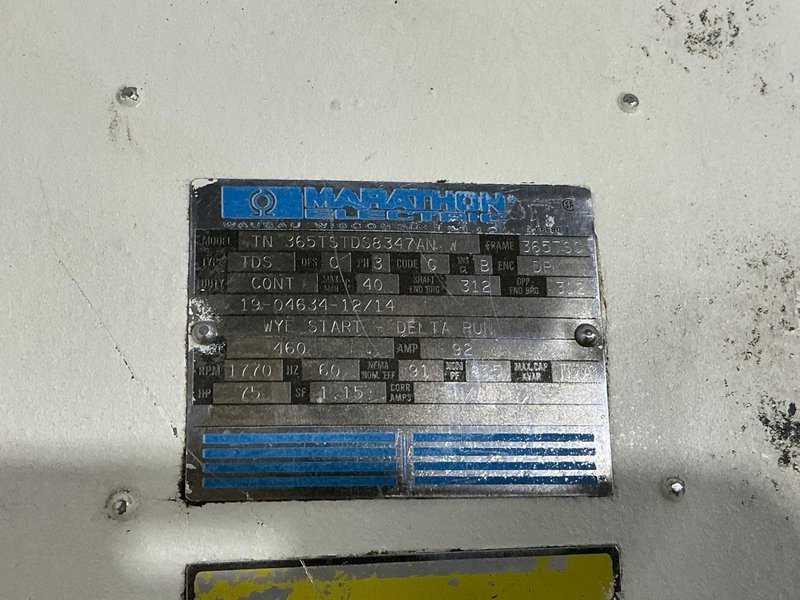 MARATHON
ELECTRIC
WAUSAU WISCONSIN
MODEL TN 365TSTDS8347AN W FRAME 365TSC
TYPE TDS DES C PH 3 CODE G INS CL B ENC DP
DUTY CONT MAX AMB °C 40 SHAFT END BRG 312 OPP END BRG 312
19-04634-12/14
WYE START - DELTA RUN
460 AMP 92
RPM 1770 HZ 60 NEMA NOM. EFF 91 NOM PF MAX. CAP KVAR
HP 75 SF 1.15 CORR AMPS